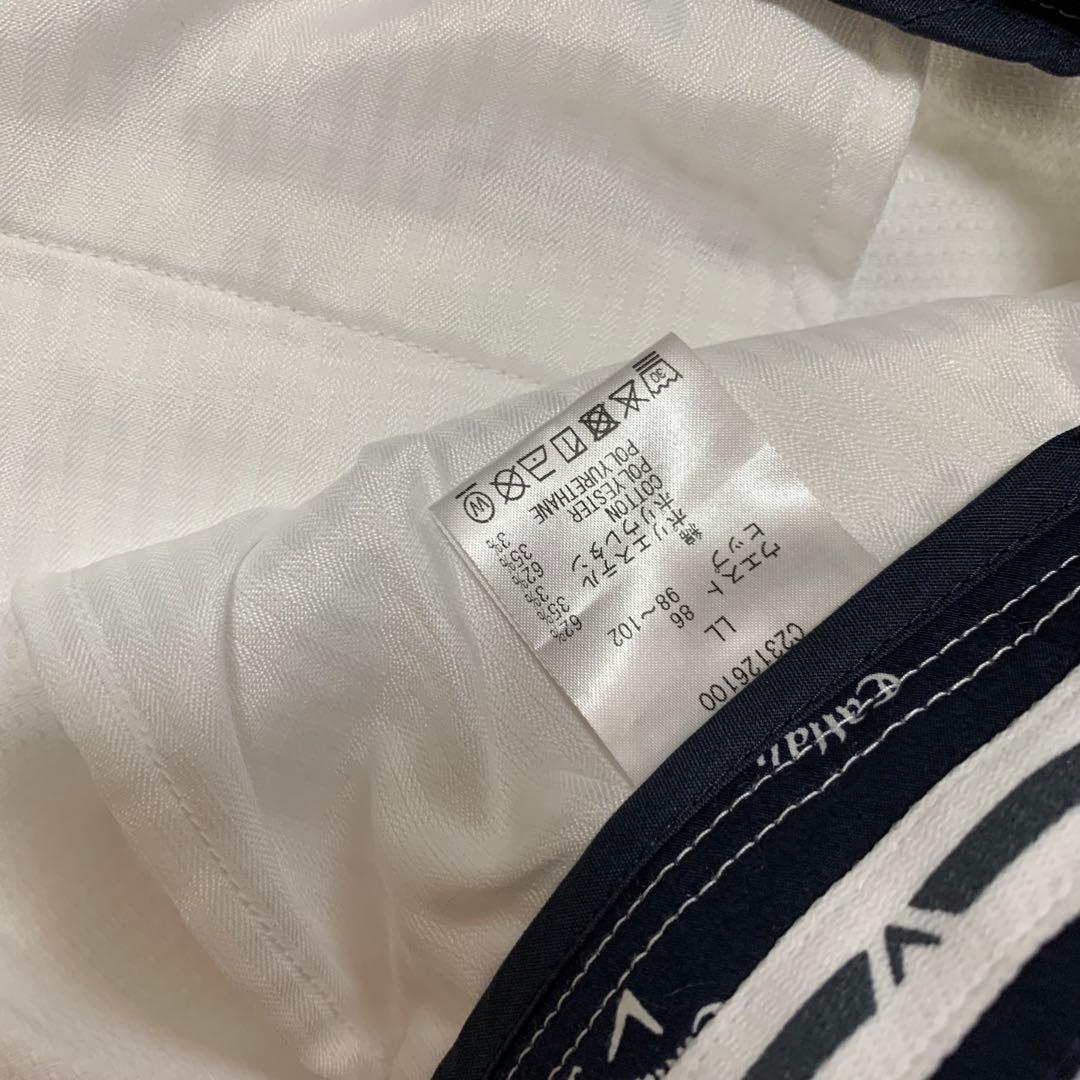 C23126100
LL
ウエスト 86
ヒップ 98～102
綿 62%
ポリエステル 35%
ポリウレタン 3%
COTTON 62%
POLYESTER 35%
POLYURETHANE 3%
30
W